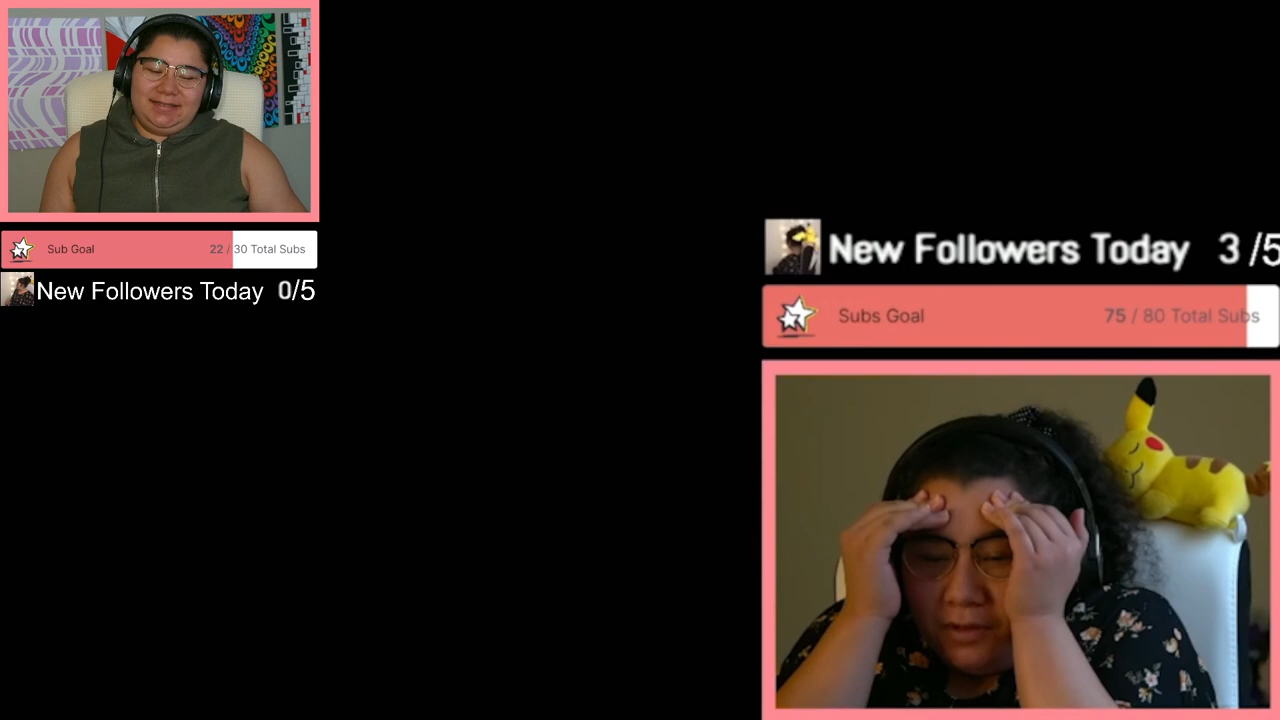 Sub Goal 22 / 30 Total Subs
New Followers Today 0/5
New Followers Today 3 /5
Subs Goal 75 / 80 Total Subs